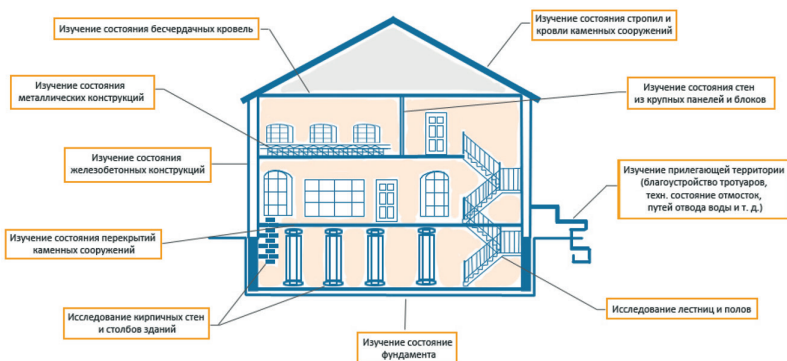 Изучение состояния бесчердачных кровель
Изучение состояния стропил и
кровли каменных сооружений
Изучение состояния
металлических конструкций
Изучение состояния стен
из крупных панелей и блоков
Изучение состояния
железобетонных конструкций
Изучение прилегающей территории
(благоустройство тротуаров,
техн. состояние отмосток,
путей отвода воды и т. д.)
Изучение состояния перекрытий
каменных сооружений
Исследование кирпичных стен
и столбов зданий
Исследование лестниц и полов
Изучение состояние
фундамента